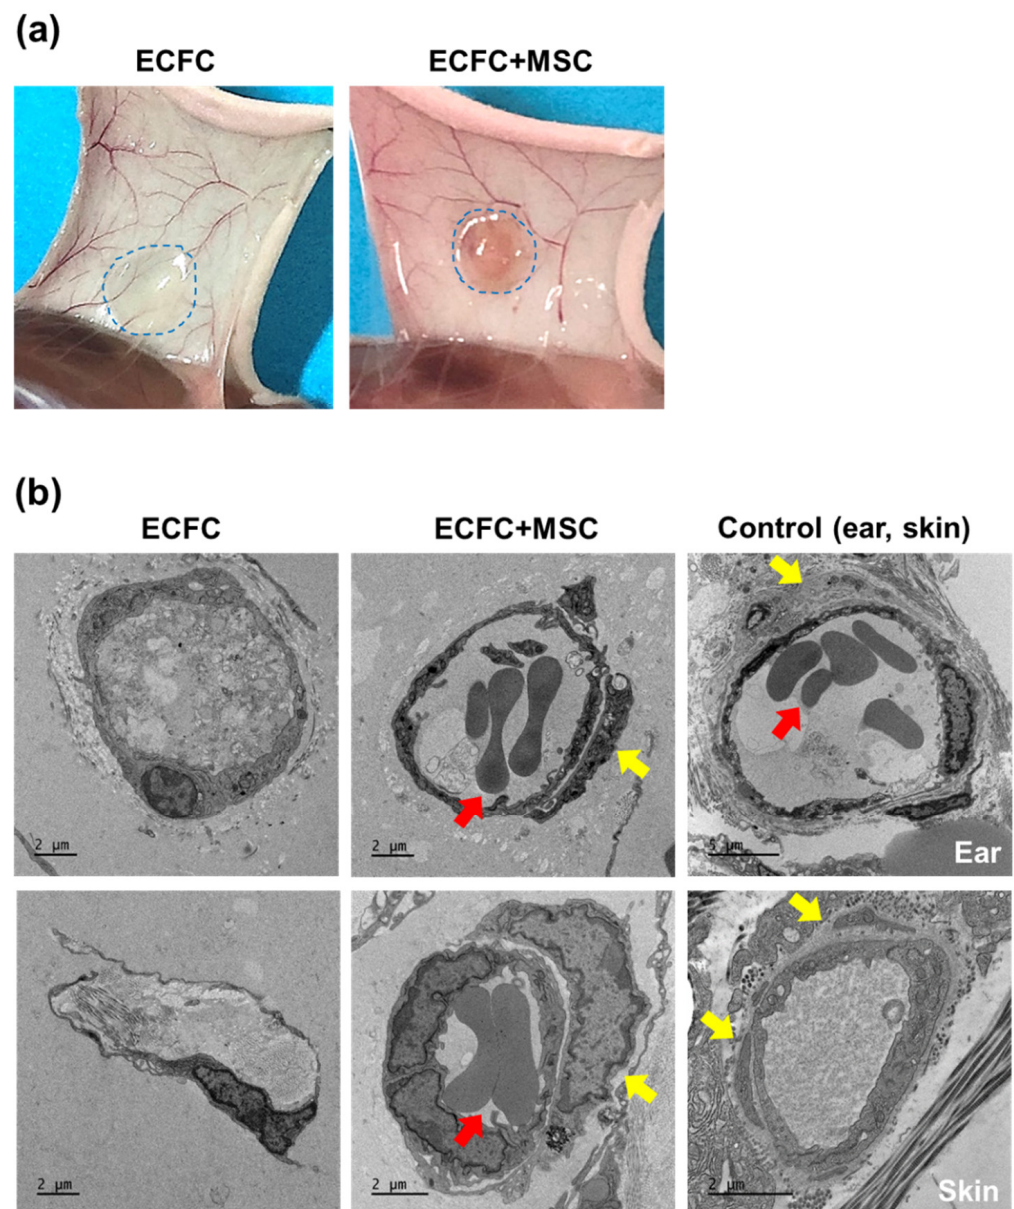 (a)
ECFC
ECFC+MSC
(b)
ECFC
ECFC+MSC
Control (ear, skin)
2 µm
2 µm
5 µm
Ear
2 µm
2 µm
2 µm
Skin